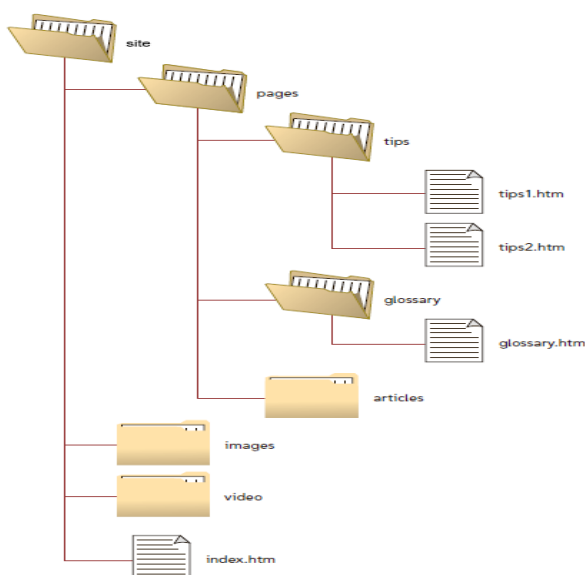 site
pages
tips
tips1.htm
tips2.htm
glossary
glossary.htm
articles
images
video
index.htm